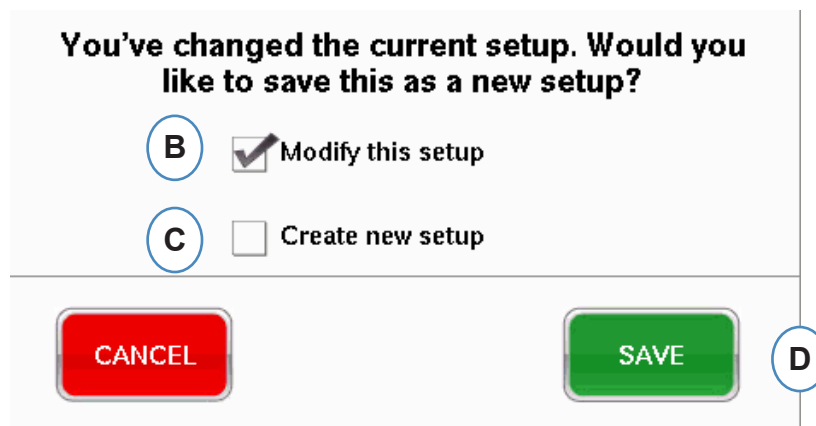 You've changed the current setup. Would you
like to save this as a new setup?
B Modify this setup
C Create new setup
CANCEL SAVE D